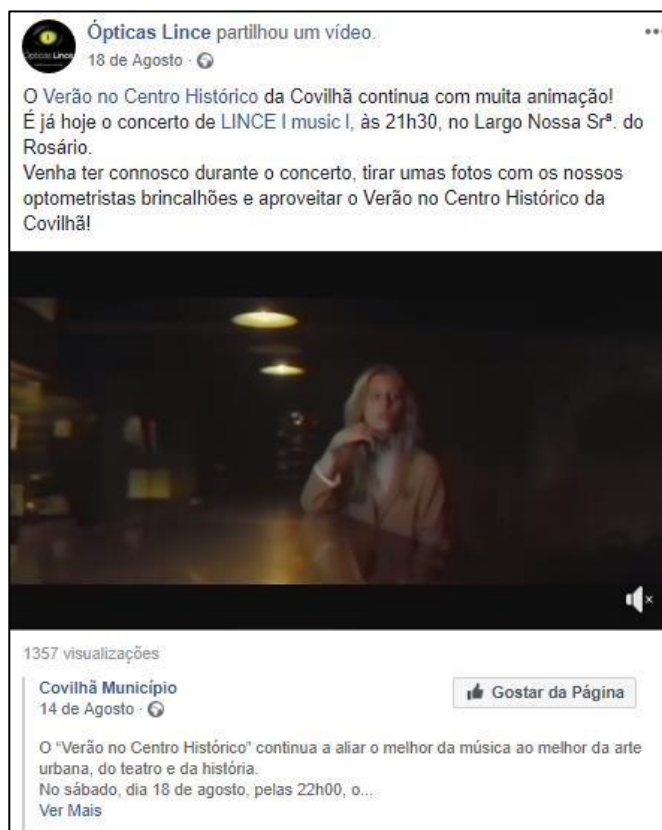 Ópticas Lince partilhou um vídeo.
18 de Agosto ·
O Verão no Centro Histórico da Covilhã continua com muita animação!
É já hoje o concerto de LINCE I music I, às 21h30, no Largo Nossa Srª. do
Rosário.
Venha ter connosco durante o concerto, tirar umas fotos com os nossos
optometristas brincalhões e aproveitar o Verão no Centro Histórico da
Covilhã!
1357 visualizações
Covilhã Município
14 de Agosto ·
Gostar da Página
O "Verão no Centro Histórico" continua a aliar o melhor da música ao melhor da arte
urbana, do teatro e da história.
No sábado, dia 18 de agosto, pelas 22h00, o...
Ver Mais